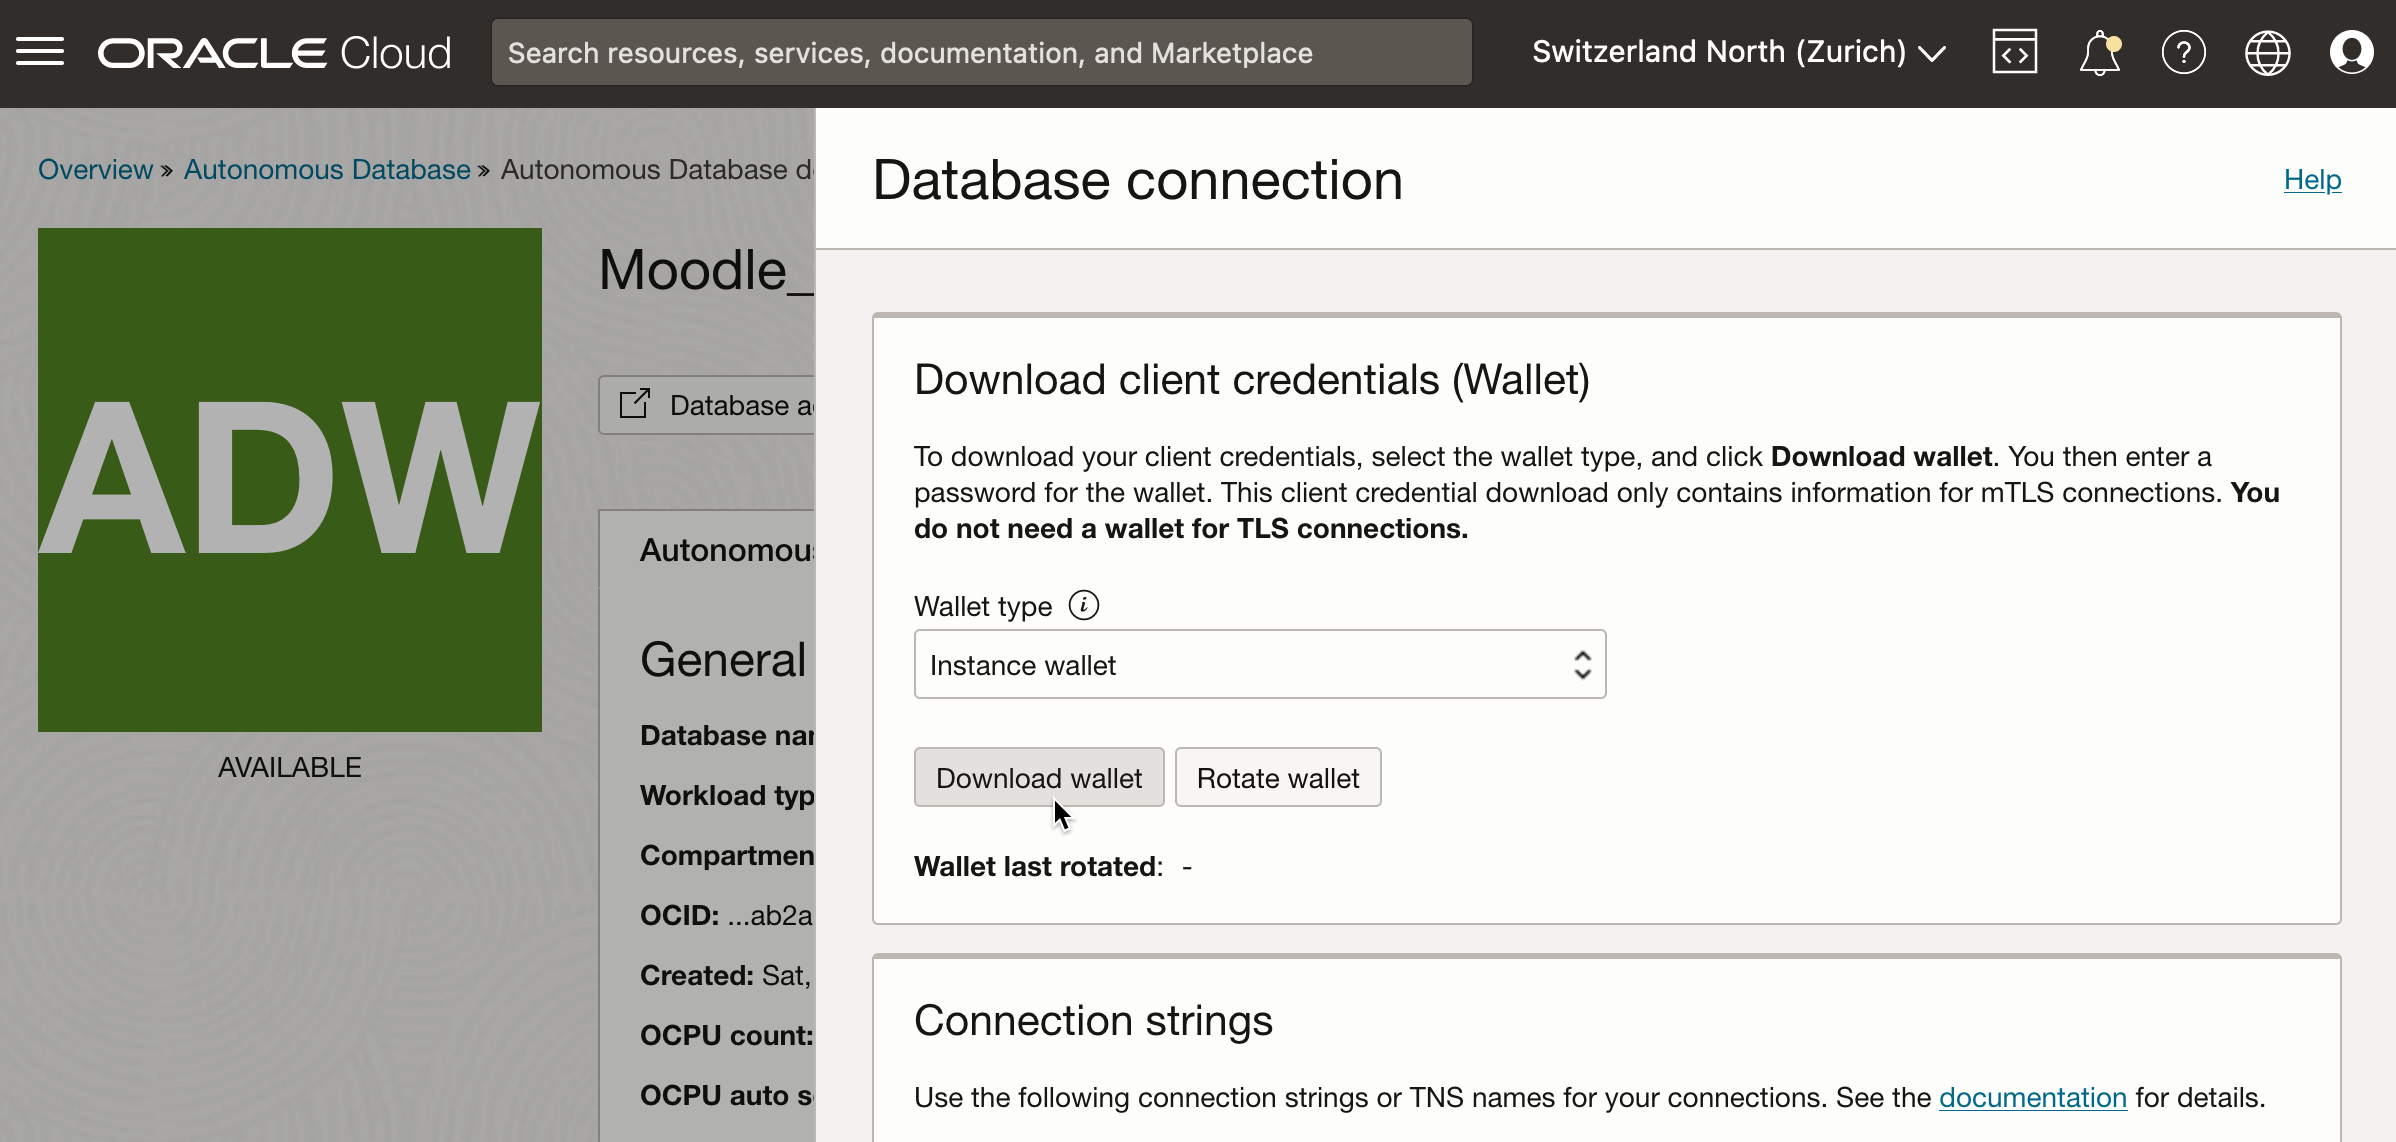 ORACLE Cloud
Search resources, services, documentation, and Marketplace
Switzerland North (Zurich)
Overview » Autonomous Database » Autonomous Database d
ADW
AVAILABLE
Moodle_
Database a
Autonomou
General
Database na
Workload typ
Compartmen
OCID: ...ab2a
Created: Sat,
OCPU count:
OCPU auto s
Database connection
Help
Download client credentials (Wallet)
To download your client credentials, select the wallet type, and click Download wallet. You then enter a
password for the wallet. This client credential download only contains information for mTLS connections. You
do not need a wallet for TLS connections.
Wallet type
Instance wallet
Download wallet
Rotate wallet
Wallet last rotated: -
Connection strings
Use the following connection strings or TNS names for your connections. See the documentation for details.